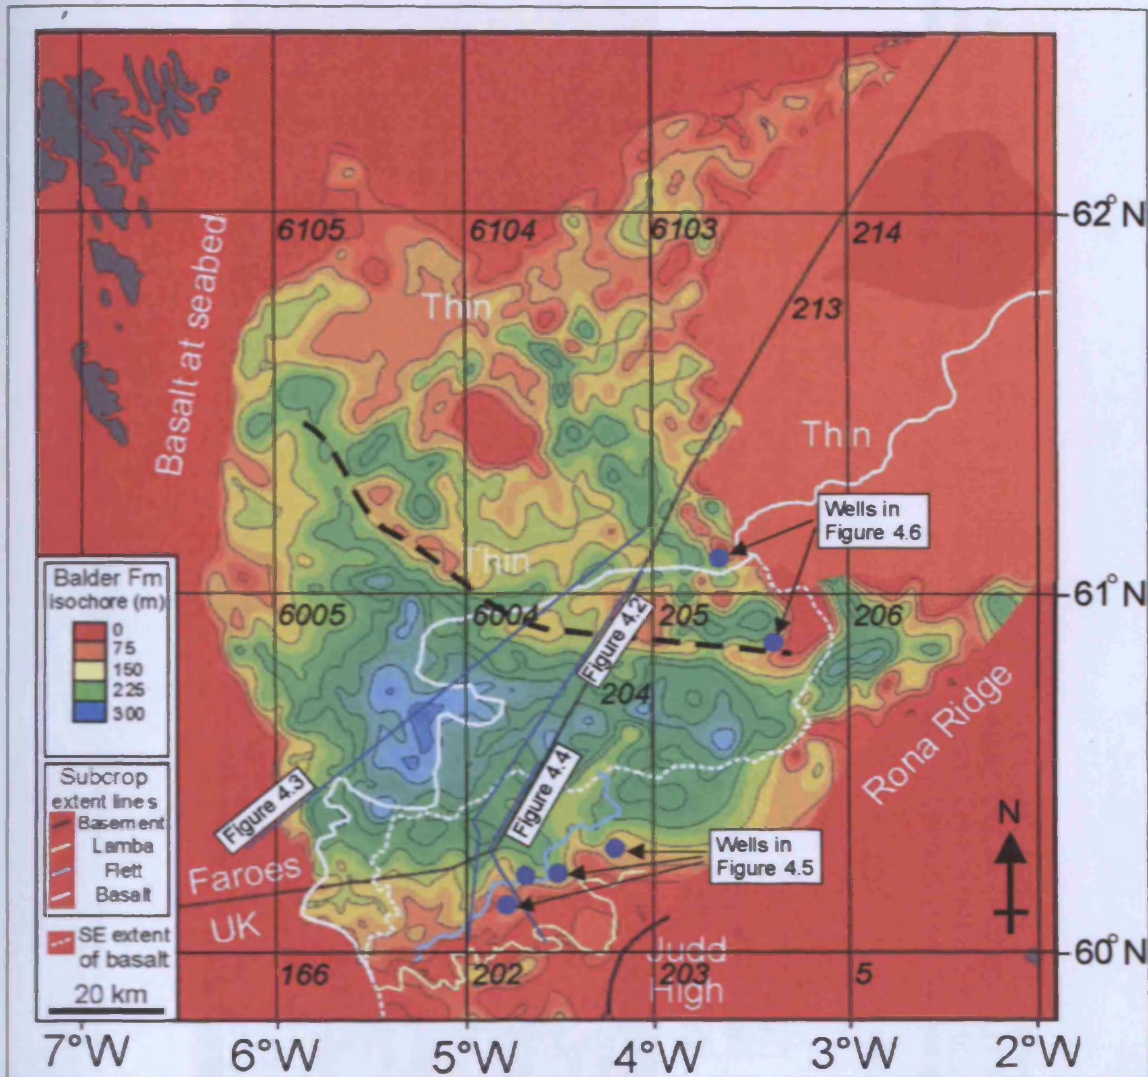 6105
6104
6103
214
62°N
213
Basalt at seabed
Thin
Thin
Wells in
Figure 4.6
Thin
61°N
Balder Fm
Isochore (m)
0
75
150
225
300
6005
6004
205
206
Figure 4.2
204
Rona Ridge
Figure 4.3
Figure 4.4
N
Subcrop
extent lines
Basement
Lamba
Flett
Basalt
SE extent
of basalt
20 km
Faroes
UK
Wells in
Figure 4.5
60°N
166
202
Judd
High
203
5
7°W
6°W
5°W
4°W
3°W
2°W